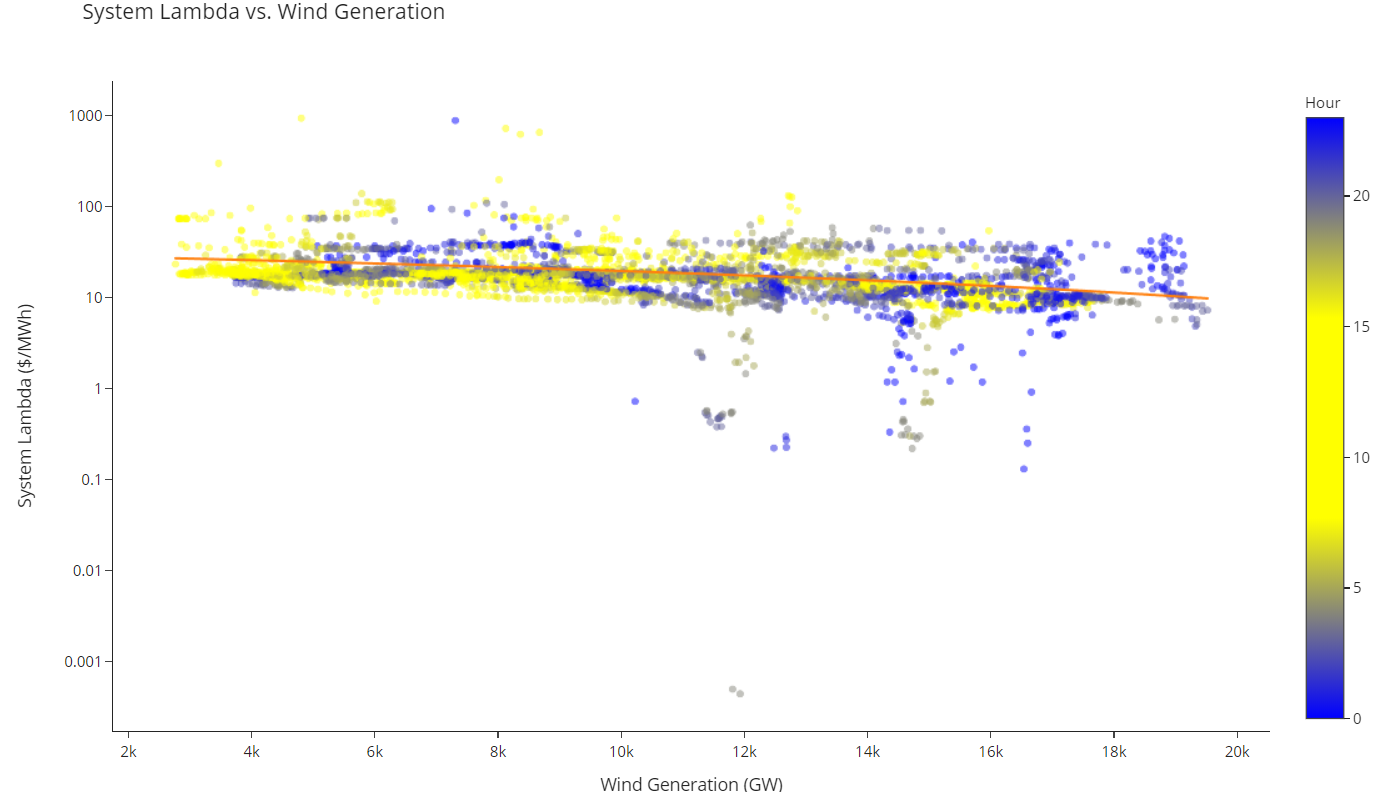 System Lambda vs. Wind Generation
Hour
1000
100
10
1
0.1
0.01
0.001
System Lambda ($/MWh)
2k
4k
6k
8k
10k
12k
14k
16k
18k
20k
Wind Generation (GW)
20
15
10
5
0